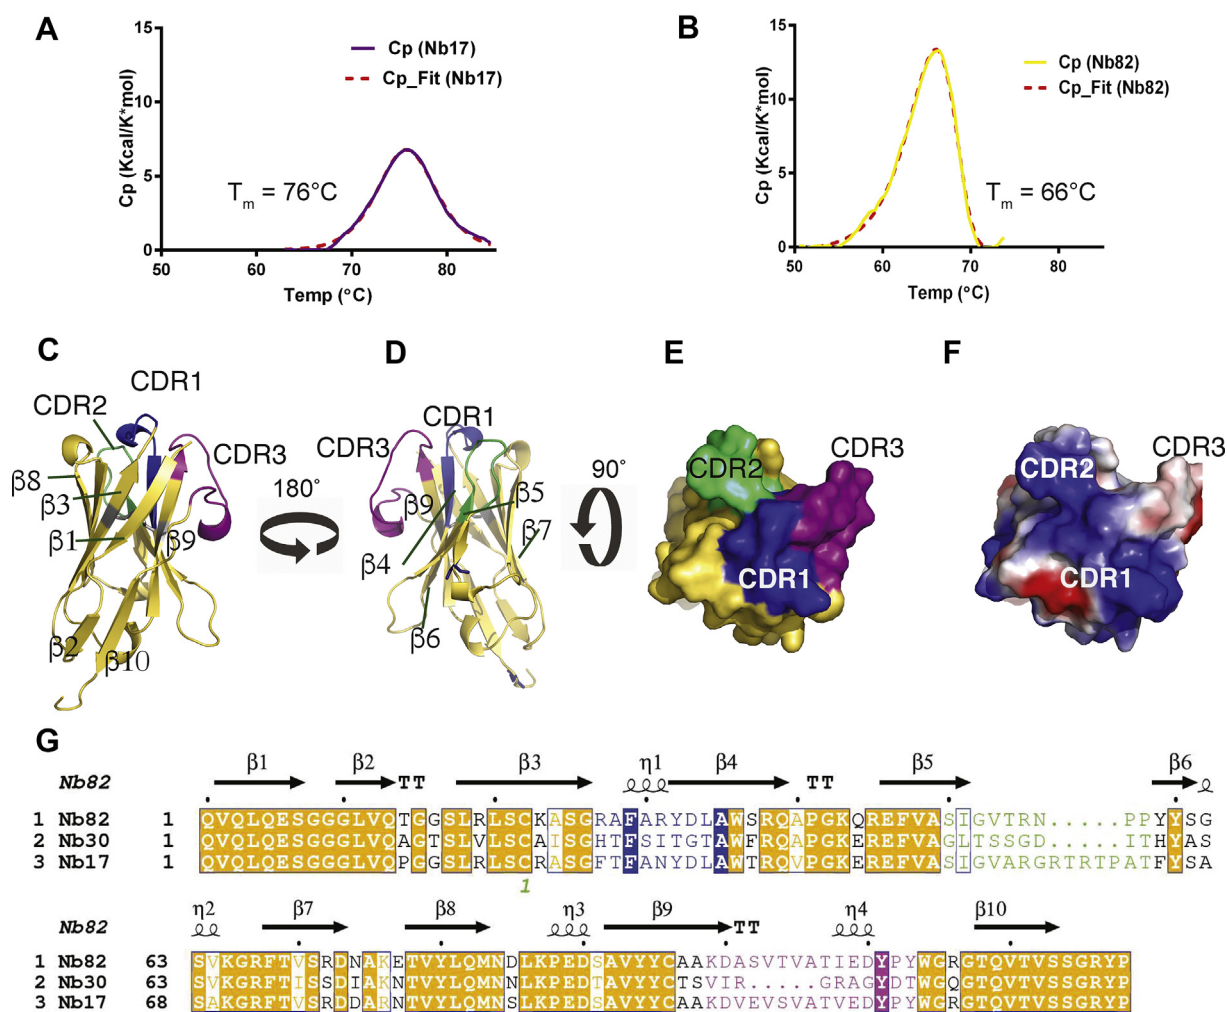 A
15
10
5
0
50
60
70
80
Cp (Kcal/K*mol)
Temp (°C)
Cp (Nb17)
Cp_Fit (Nb17)
Tm = 76°C
B
15
10
5
0
50
60
70
80
Cp (Kcal/K*mol)
Temp (°C)
Cp (Nb82)
Cp_Fit (Nb82)
Tm = 66°C
C
CDR1
CDR2
CDR3
β8
β3
β1
β9
β2
β10
180°
D
CDR1
CDR3
β9
β5
β7
β4
β6
90°
E
CDR2
CDR3
CDR1
F
CDR2
CDR3
CDR1
G
β1 β2 β3 η1 β4 β5 β6
Nb82 TT TT
1 Nb82 1 QVQLQESGGGLVQTGGSLRLSCKASGRAFARYDLAWSRQAPGKQREFVASIGVTRN.....PPYYSG
2 Nb30 1 QVQLQESGGGLVQAGGSLRLSCAISGHTFSITGTAWFRQAPGKEREFVAGLTSSGD.....ITHYAS
3 Nb17 1 QVQLQESGGGLVQPGGSLRLSCRASGFTFANYDLAWTRQVPGKEREFVASIGVARGRTRTPATFYSD
1
η2 β7 β8 η3 β9 η4 β10
Nb82 TT
1 Nb82 63 SVKGRFTVSRDNAKETVYLQMNDLKPEDSAVYYCAAKDASVTVATIEDYPYWGRGTQVTVSSGRYP
2 Nb30 63 SVKGRFTISSDIAKNTVYLQMNNLKPEDTAVYYCTSVIR.....GRAGYDTWGQGTQVTVSSGRYP
3 Nb17 68 SAKGRFTVSRDDARNTVYLQMNSLKPEDTAVYYCAAKDVEVSVATVEDYPYWGRGTQVTVSSGRYP